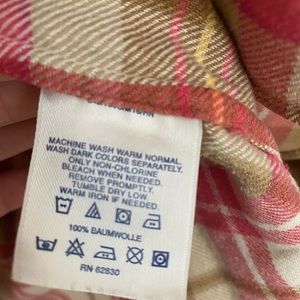 MACHINE WASH WARM NORMAL.
WASH DARK COLORS SEPARATELY.
ONLY NON-CHLORINE
BLEACH WHEN NEEDED.
REMOVE PROMPTLY.
TUMBLE DRY LOW.
WARM IRON IF NEEDED.
100% BAUMWOLLE
RN 62830